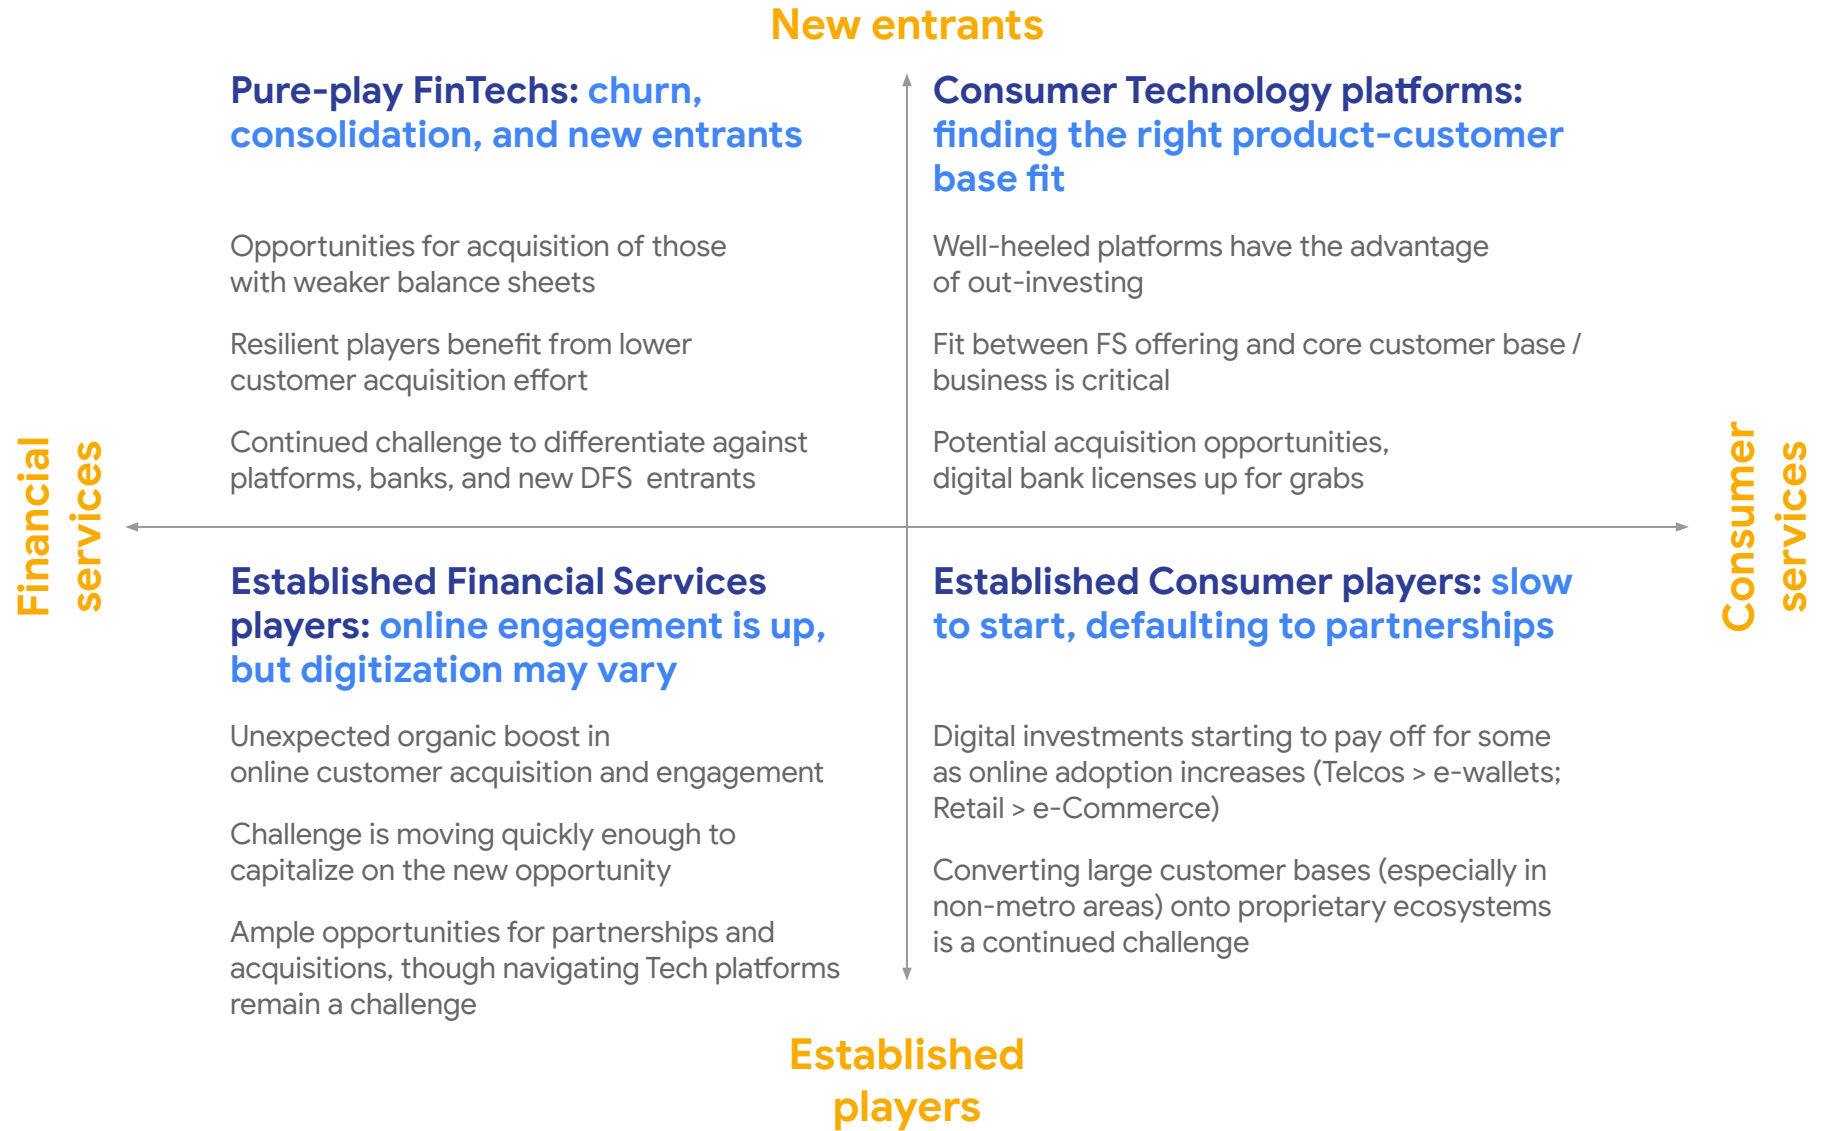 New entrants
Pure-play FinTechs: churn,
consolidation, and new entrants
Opportunities for acquisition of those
with weaker balance sheets
Resilient players benefit from lower
customer acquisition effort
Continued challenge to differentiate against
platforms, banks, and new DFS entrants
Consumer Technology platforms:
finding the right product-customer
base fit
Well-heeled platforms have the advantage
of out-investing
Fit between FS offering and core customer base /
business is critical
Potential acquisition opportunities,
digital bank licenses up for grabs
Financial
services
Consumer
services
Established Financial Services
players: online engagement is up,
but digitization may vary
Unexpected organic boost in
online customer acquisition and engagement
Challenge is moving quickly enough to
capitalize on the new opportunity
Ample opportunities for partnerships and
acquisitions, though navigating Tech platforms
remain a challenge
Established Consumer players: slow
to start, defaulting to partnerships
Digital investments starting to pay off for some
as online adoption increases (Telcos > e-wallets;
Retail > e-Commerce)
Converting large customer bases (especially in
non-metro areas) onto proprietary ecosystems
is a continued challenge
Established
players